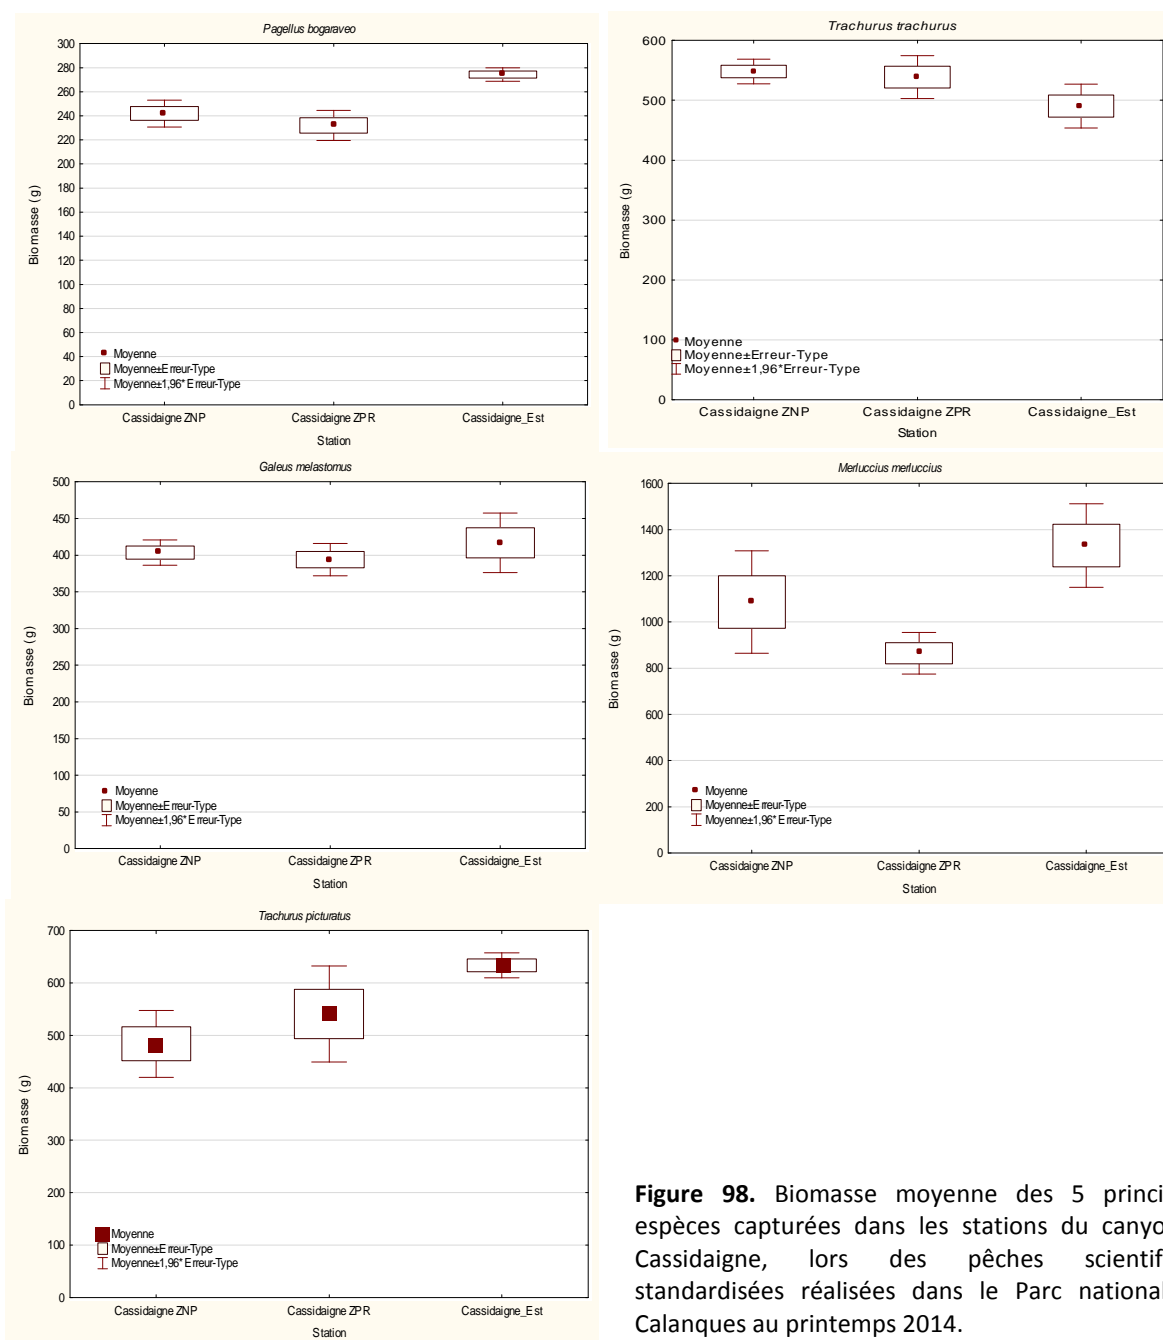 Pagellus bogaraveo
300
280
260
240
220
200
180
160
140
120
100
80
60
40
20
0
Biomasse (g)
Moyenne
Moyenne±Erreur-Type
Moyenne±1,96*Erreur-Type
Cassidaigne ZNP
Cassidaigne ZPR
Cassidaigne_Est
Station
Trachurus trachurus
600
500
400
300
200
100
0
Biomasse (g)
Moyenne
Moyenne±Erreur-Type
Moyenne±1,96*Erreur-Type
Cassidaigne ZNP
Cassidaigne ZPR
Cassidaigne_Est
Station
Galeus melastomus
500
450
400
350
300
250
200
150
100
50
0
Biomasse (g)
Moyenne
Moyenne±Erreur-Type
Moyenne±1,96*Erreur-Type
Cassidaigne ZNP
Cassidaigne ZPR
Cassidaigne_Est
Station
Merluccius merluccius
1600
1400
1200
1000
800
600
400
200
0
Biomasse (g)
Moyenne
Moyenne±Erreur-Type
Moyenne±1,96*Erreur-Type
Cassidaigne ZNP
Cassidaigne ZPR
Cassidaigne_Est
Station
Trachurus picturatus
700
600
500
400
300
200
100
0
Biomasse (g)
Moyenne
Moyenne±Erreur-Type
Moyenne±1,96*Erreur-Type
Cassidaigne ZNP
Cassidaigne ZPR
Cassidaigne_Est
Station
Figure 98. Biomasse moyenne des 5 princi
espèces capturées dans les stations du canyo
Cassidaigne, lors des pêches scientif
standardisées réalisées dans le Parc national
Calanques au printemps 2014.